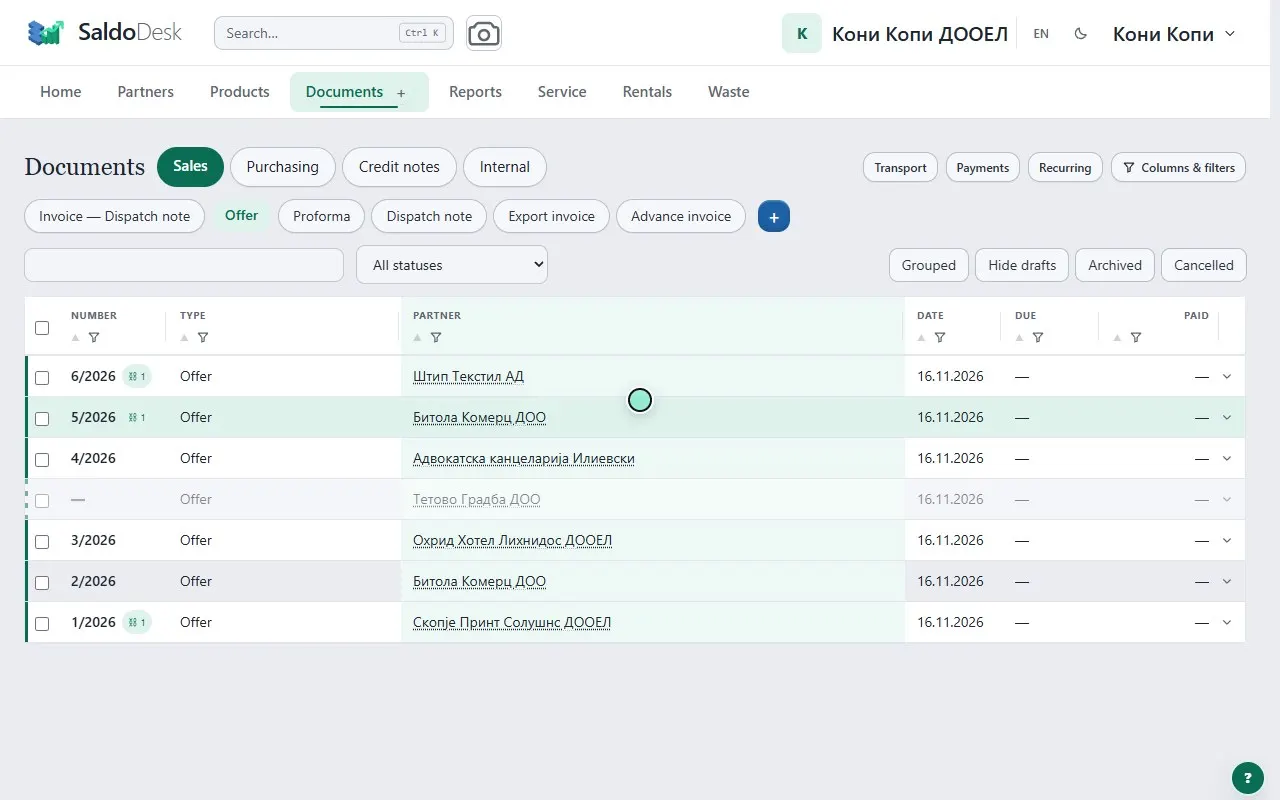 SaldoDesk
Search...
Ctrl K
K
Кони Копи ДООЕЛ
EN
Кони Копи
Home
Partners
Products
Documents +
Reports
Service
Rentals
Waste
Documents
Sales
Purchasing
Credit notes
Internal
Transport
Payments
Recurring
Columns & filters
Invoice — Dispatch note
Offer
Proforma
Dispatch note
Export invoice
Advance invoice
+
All statuses
Grouped
Hide drafts
Archived
Cancelled
NUMBER TYPE PARTNER DATE DUE PAID
6/2026 1 Offer Штип Текстил АД 16.11.2026 — —
5/2026 1 Offer Битола Комерц ДОО 16.11.2026 — —
4/2026 Offer Адвокатска канцеларија Илиевски 16.11.2026 — —
— Offer Тетово Градба ДОО 16.11.2026 — —
3/2026 Offer Охрид Хотел Лихнидос ДООЕЛ 16.11.2026 — —
2/2026 Offer Битола Комерц ДОО 16.11.2026 — —
1/2026 1 Offer Скопје Принт Солушнс ДООЕЛ 16.11.2026 — —
?